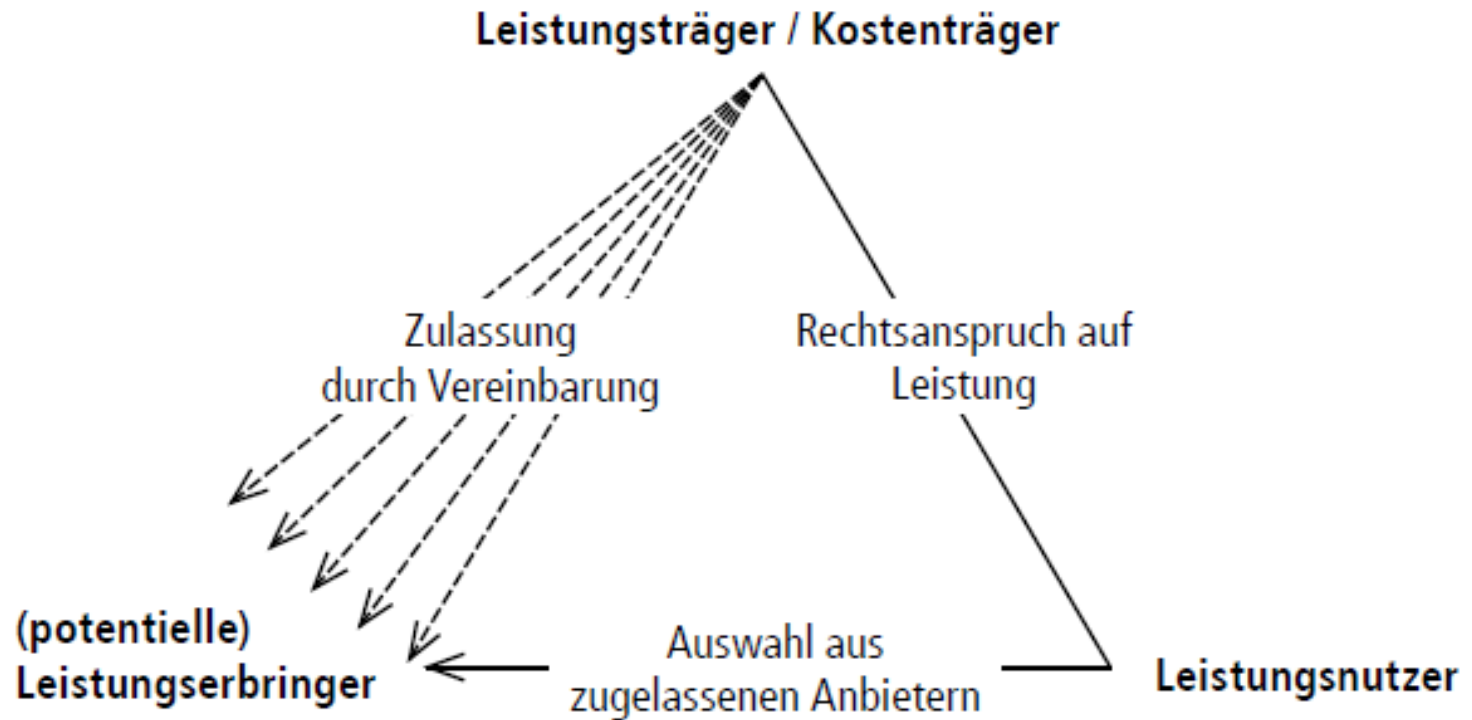 Leistungsträger / Kostenträger
Zulassung
durch Vereinbarung
Rechtsanspruch auf
Leistung
(potentielle)
Leistungserbringer
Auswahl aus
zugelassenen Anbietern
Leistungsnutzer